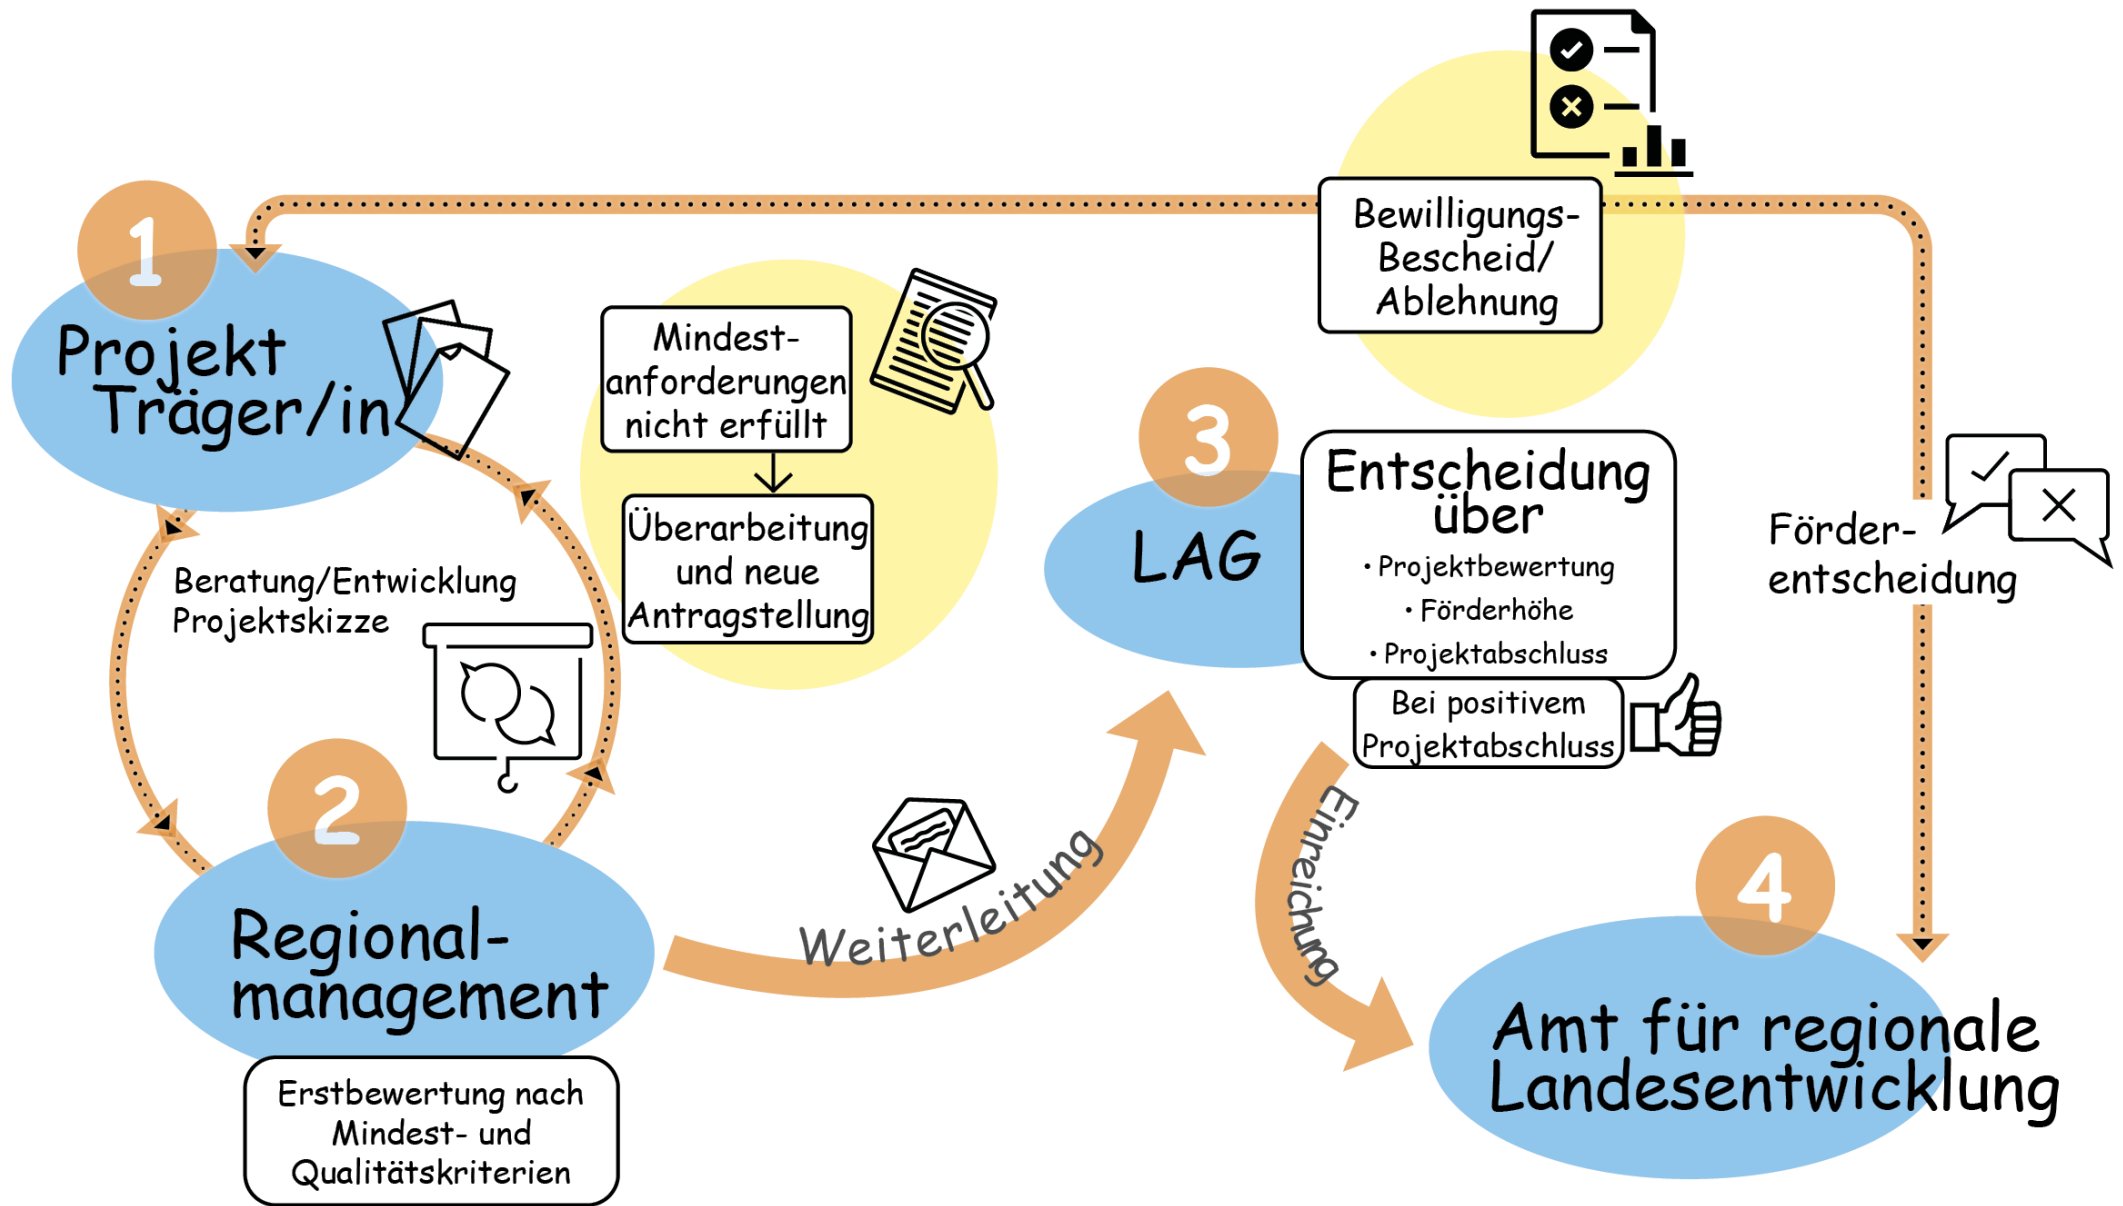 1
Projekt
Träger/in
Beratung/Entwicklung
Projektskizze
2
Regional-
management
Erstbewertung nach
Mindest- und
Qualitätskriterien
Mindest-
anforderungen
nicht erfüllt
Überarbeitung
und neue
Antragstellung
Weiterleitung
3
LAG
Entscheidung
über
• Projektbewertung
• Förderhöhe
• Projektabschluss
Bei positivem
Projektabschluss
Einreichung
4
Amt für regionale
Landesentwicklung
Förder-
entscheidung
Bewilligungs-
Bescheid/
Ablehnung